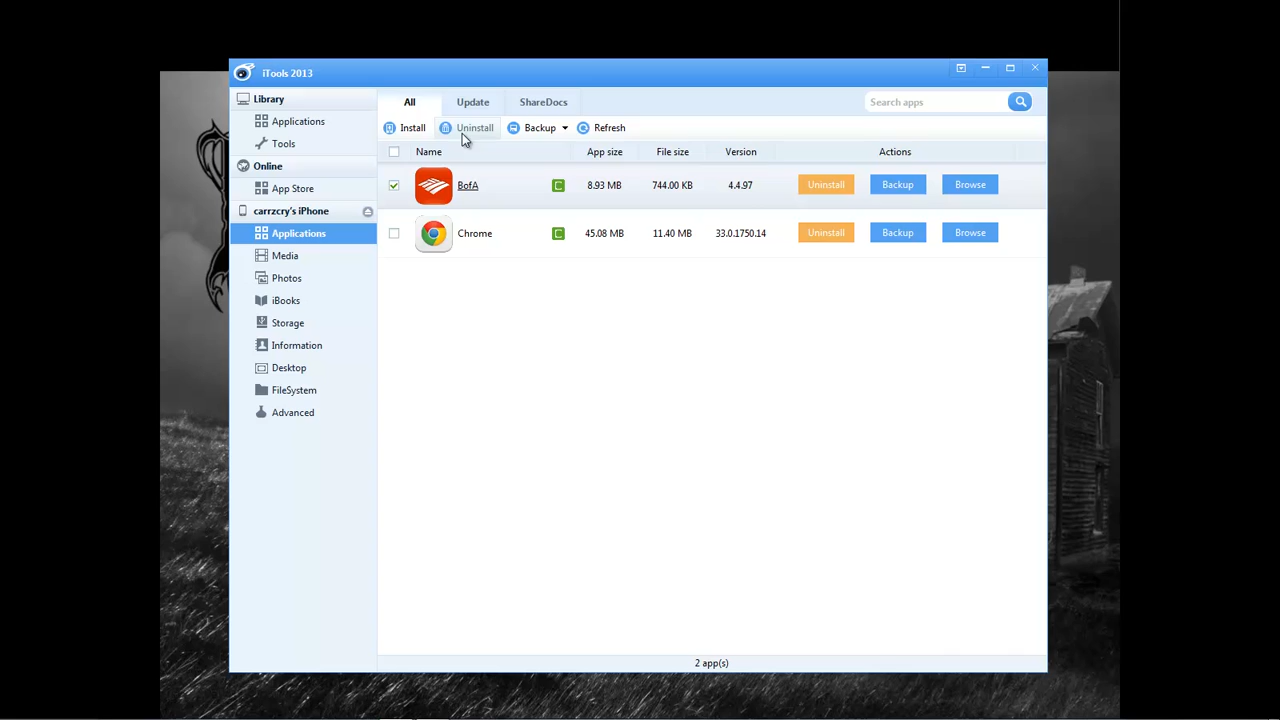 iTools 2013
Library
Applications
Tools
Online
App Store
carrzcry's iPhone
Applications
Media
Photos
iBooks
Storage
Information
Desktop
FileSystem
Advanced
All Update ShareDocs Search apps
Install Uninstall Backup Refresh
Name App size File size Version Actions
BofA C 8.93 MB 744.00 KB 4.4.97 Uninstall Backup Browse
Chrome C 45.08 MB 11.40 MB 33.0.1750.14 Uninstall Backup Browse
2 app(s)